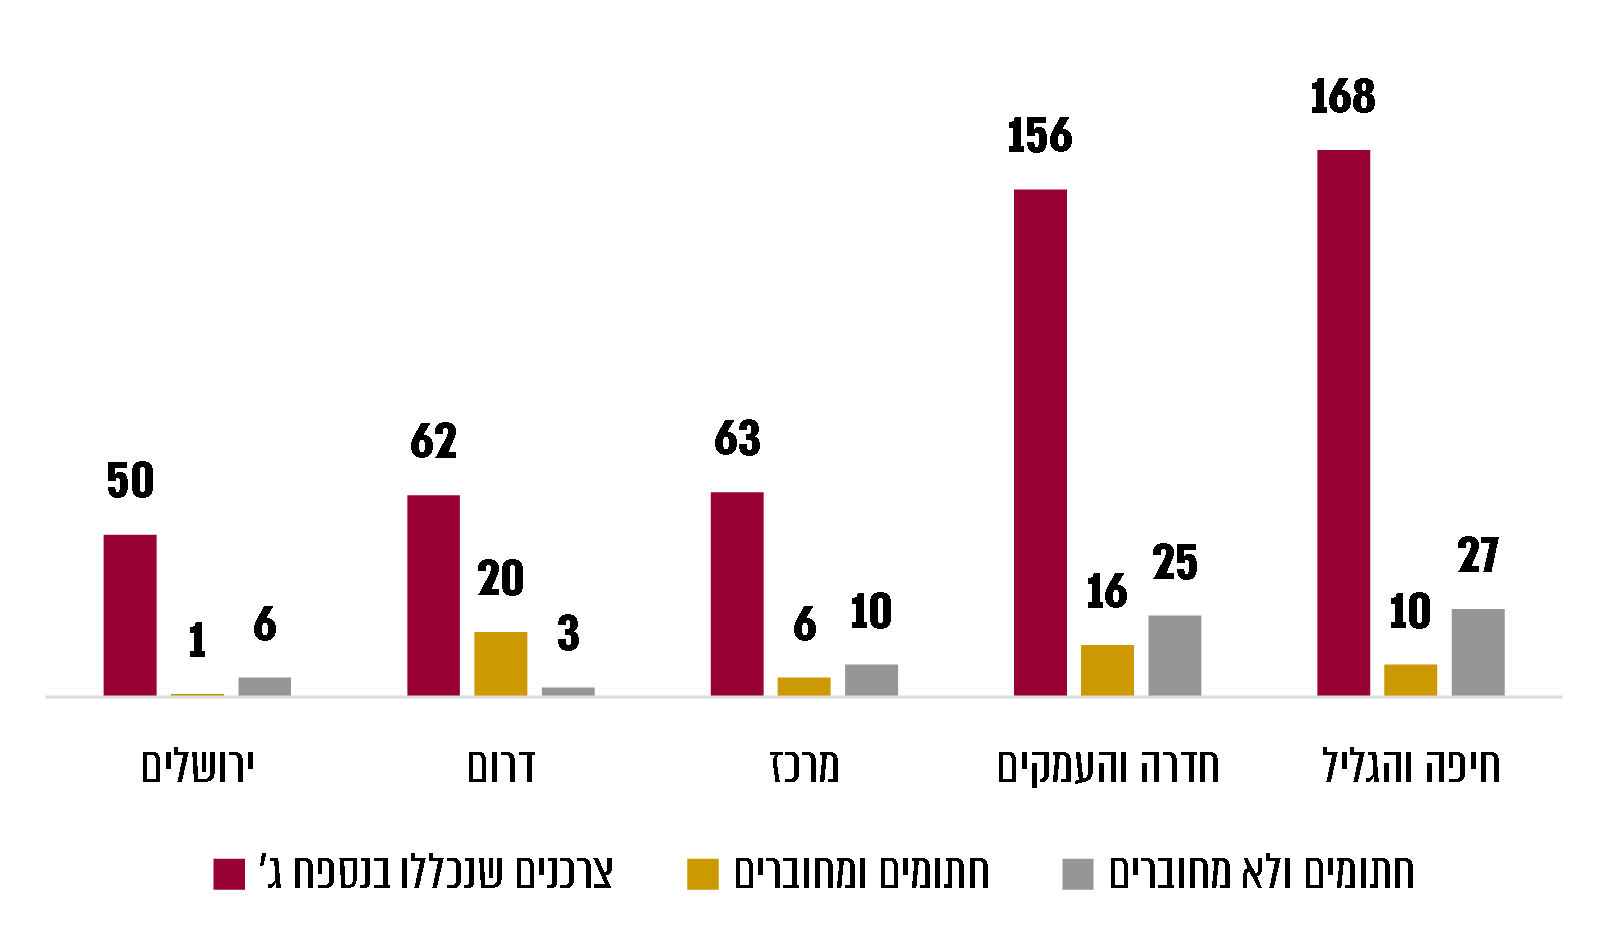 168
156
63
62
50
27
25
16
10
10
6
20
3
6
1
חיפה והגליל
חדרה והעמקים
מרכז
דרום
ירושלים
צרכנים שנכללו בנספח ג'
חתומים ומחוברים
חתומים ולא מחוברים